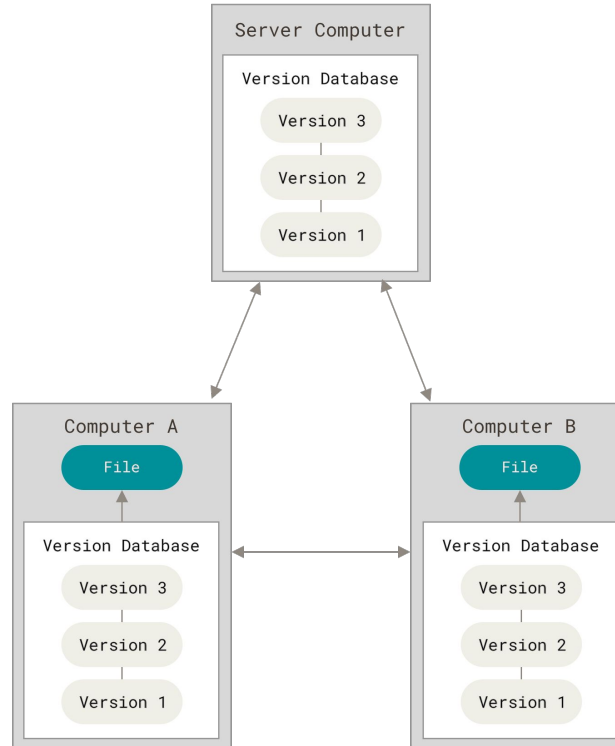 Server Computer
Version Database
Version 3
Version 2
Version 1
Computer A
File
Version Database
Version 3
Version 2
Version 1
Computer B
File
Version Database
Version 3
Version 2
Version 1